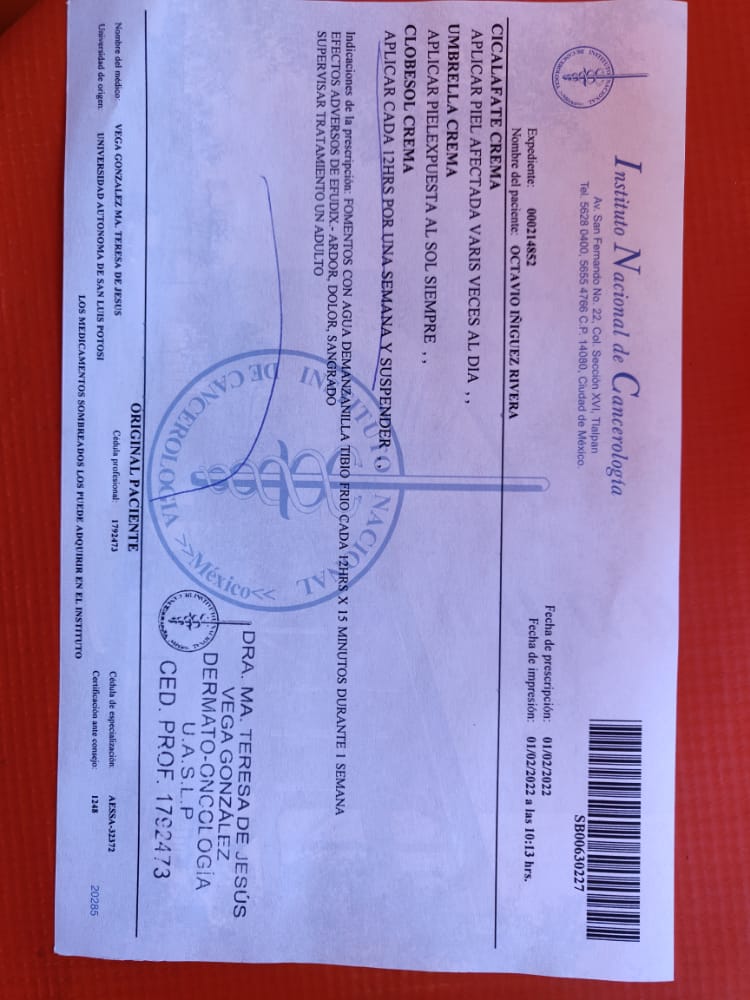 Instituto Nacional de Cancerología
Av. San Fernando No. 22, Col. Sección XVI, Tlalpan
Tel. 5628 0400, 5655 4766 C.P. 14080, Ciudad de México.
SB00630227
Fecha de prescripción: 01/02/2022
Fecha de impresión: 01/02/2022 a las 10:13 hrs.
Expediente: 000214852
Nombre del paciente: OCTAVIO IÑIGUEZ RIVERA
CICALAFATE CREMA
APLICAR PIEL AFECTADA VARIS VECES AL DIA , ,
UMBRELLA CREMA
APLICAR PIELEXPUESTA AL SOL SIEMPRE , ,
CLOBESOL CREMA
APLICAR CADA 12HRS POR UNA SEMANA Y SUSPENDER , ,
Indicaciones de la prescripción: FOMENTOS CON AGUA DEMANZANILLA TIBIO FRIO CADA 12HRS X 15 MINUTOS DURANTE 1 SEMANA
EFECTOS ADVERSOS DE EFUDIX.- ARDOR, DOLOR, SANGRADO
SUPERVISAR TRATAMIENTO UN ADULTO
INSTITUTO NACIONAL
DE CANCEROLOGIA >>México<<
DRA. MA. TERESA DE JESÚS
VEGA GONZÁLEZ
DERMATO-ONCOLOGÍA
U.A.S.L.P
CED. PROF. 1792473
ORIGINAL PACIENTE
Nombre del médico: VEGA GONZALEZ MA. TERESA DE JESUS
Cédula profesional: 1792473
Cédula de especialización: AESSA-32372
Universidad de origen: UNIVERSIDAD AUTONOMA DE SAN LUIS POTOSI
Certificación ante consejo: 1248
20285
LOS MEDICAMENTOS SOMBREADOS LOS PUEDE ADQUIRIR EN EL INSTITUTO